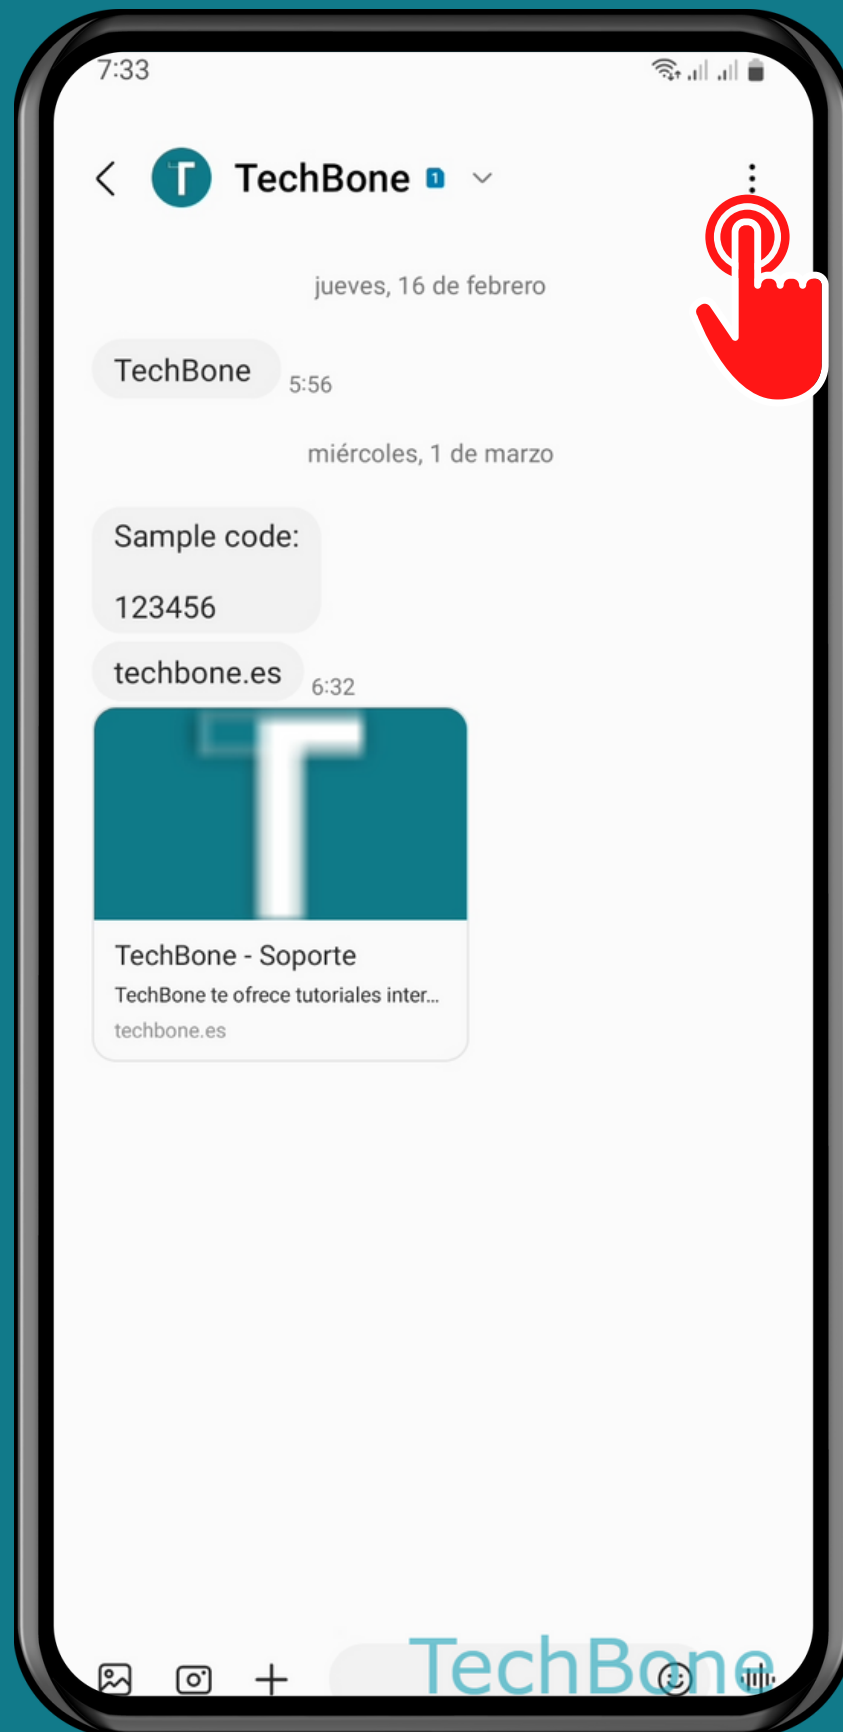 7:33
T TechBone 1
jueves, 16 de febrero
TechBone 5:56
miércoles, 1 de marzo
Sample code:
123456
techbone.es 6:32
T
TechBone - Soporte
TechBone te ofrece tutoriales inter...
techbone.es
TechBone